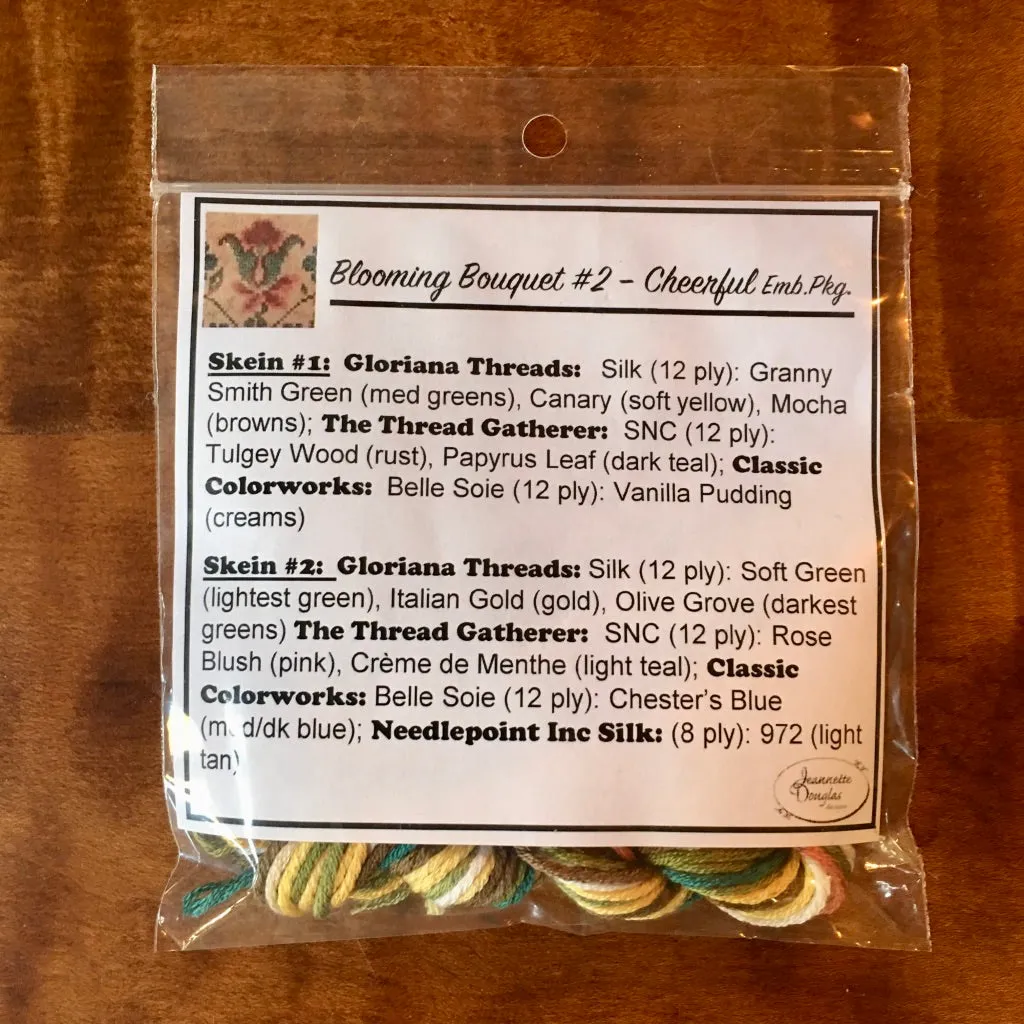 Blooming Bouquet #2 – Cheerful Emb.Pkg.
Skein #1: Gloriana Threads: Silk (12 ply): Granny
Smith Green (med greens), Canary (soft yellow), Mocha
(browns); The Thread Gatherer: SNC (12 ply):
Tulgey Wood (rust), Papyrus Leaf (dark teal); Classic
Colorworks: Belle Soie (12 ply): Vanilla Pudding
(creams)
Skein #2: Gloriana Threads: Silk (12 ply): Soft Green
(lightest green), Italian Gold (gold), Olive Grove (darkest
greens) The Thread Gatherer: SNC (12 ply): Rose
Blush (pink), Crème de Menthe (light teal); Classic
Colorworks: Belle Soie (12 ply): Chester's Blue
(med/dk blue); Needlepoint Inc Silk: (8 ply): 972 (light
tan)
Jeannette
Douglas